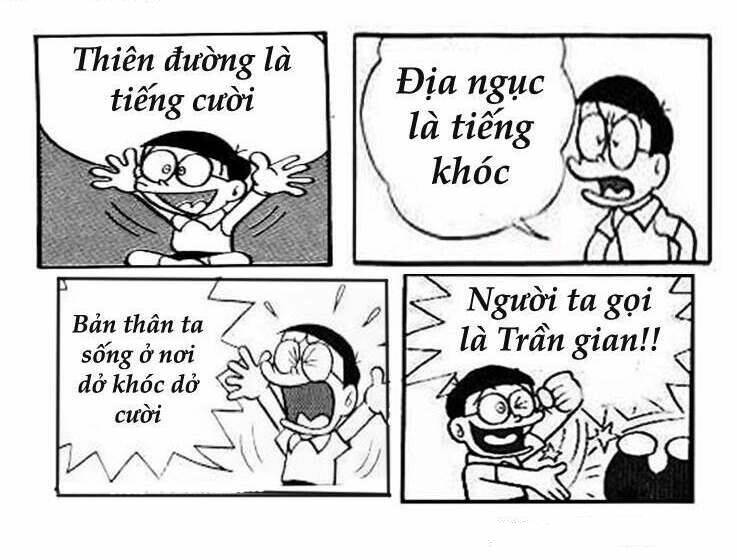 Thiên đường là
tiếng cười
Địa ngục
là tiếng
khóc
Bản thân ta
sống ở nơi
dở khóc dở
cười
Người ta gọi
là Trần gian!!